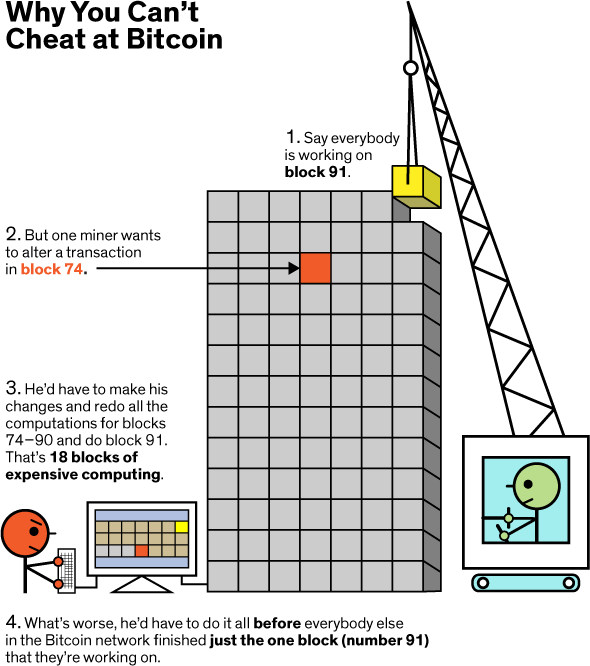 Why You Can’t
Cheat at Bitcoin
1. Say everybody
is working on
block 91.
2. But one miner wants
to alter a transaction
in block 74.
3. He’d have to make his
changes and redo all the
computations for blocks
74–90 and do block 91.
That’s 18 blocks of
expensive computing.
4. What’s worse, he’d have to do it all before everybody else
in the Bitcoin network finished just the one block (number 91)
that they’re working on.